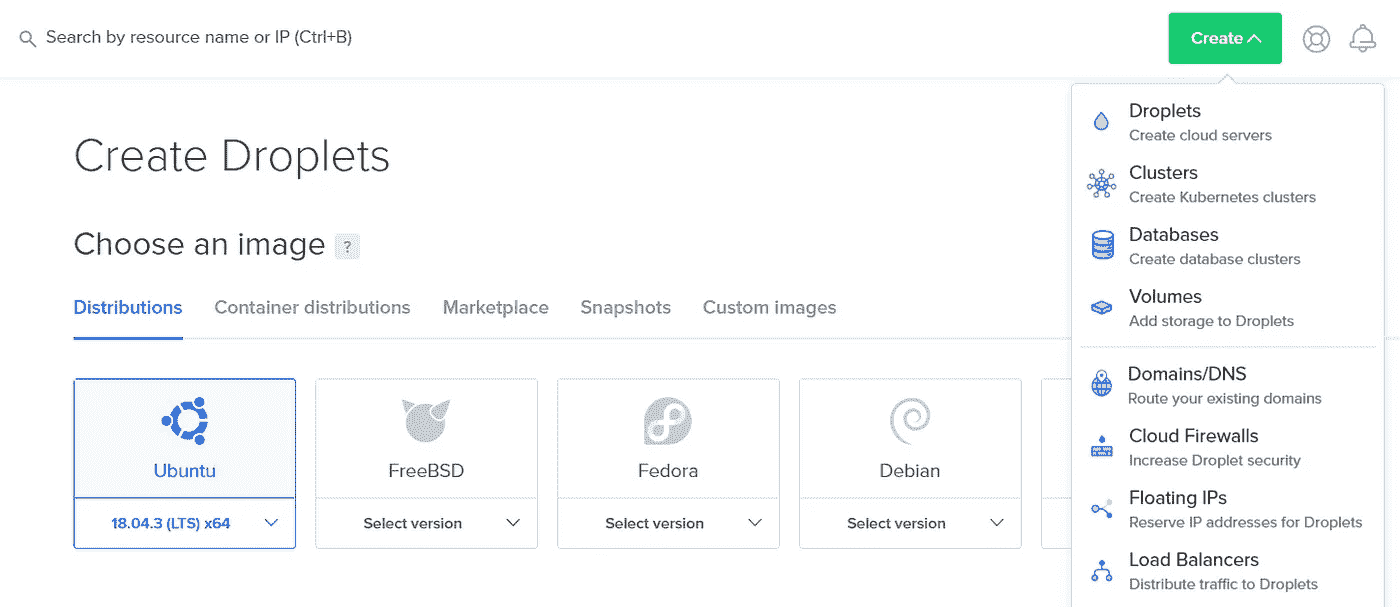 Search by resource name or IP (Ctrl+B)
Create
Create Droplets
Choose an image ?
Distributions Container distributions Marketplace Snapshots Custom images
Ubuntu
18.04.3 (LTS) x64
FreeBSD
Select version
Fedora
Select version
Debian
Select version
Droplets
Create cloud servers
Clusters
Create Kubernetes clusters
Databases
Create database clusters
Volumes
Add storage to Droplets
Domains/DNS
Route your existing domains
Cloud Firewalls
Increase Droplet security
Floating IPs
Reserve IP addresses for Droplets
Load Balancers
Distribute traffic to Droplets